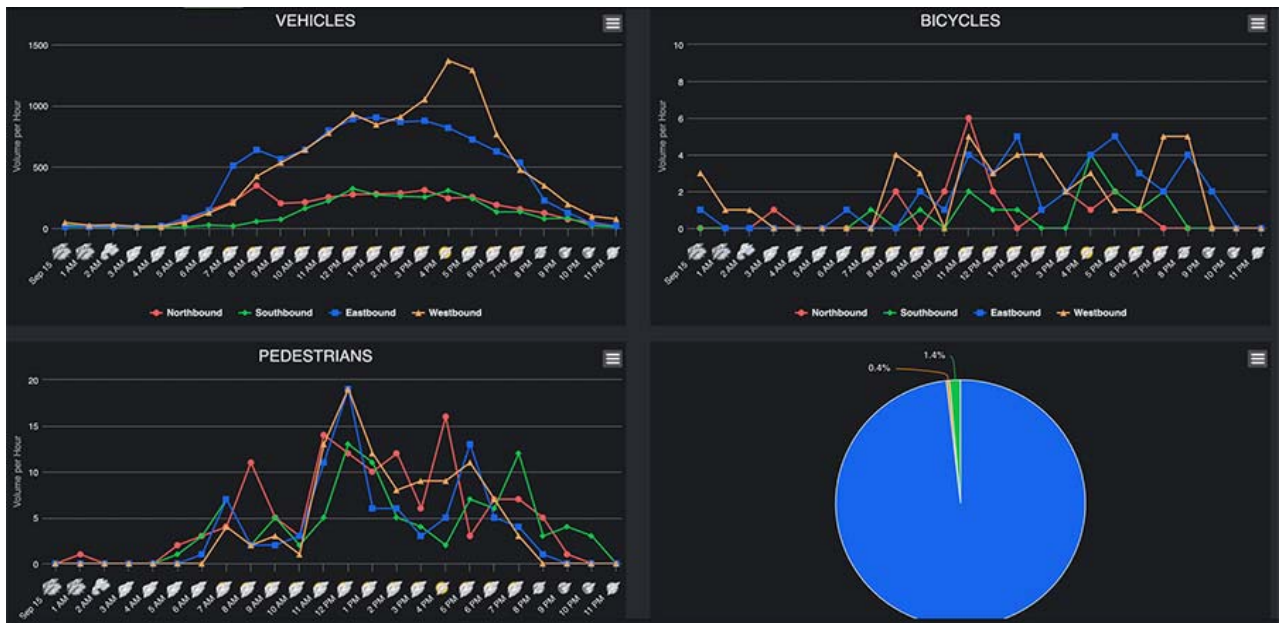 VEHICLES
1500
1000
500
0
Volume per Hour
Sep 15 1 AM 2 AM 3 AM 4 AM 5 AM 6 AM 7 AM 8 AM 9 AM 10 AM 11 AM 12 PM 1 PM 2 PM 3 PM 4 PM 5 PM 6 PM 7 PM 8 PM 9 PM 10 PM 11 PM
Northbound Southbound Eastbound Westbound
BICYCLES
10
8
6
4
2
0
Volume per Hour
Sep 15 1 AM 2 AM 3 AM 4 AM 5 AM 6 AM 7 AM 8 AM 9 AM 10 AM 11 AM 12 PM 1 PM 2 PM 3 PM 4 PM 5 PM 6 PM 7 PM 8 PM 9 PM 10 PM 11 PM
Northbound Southbound Eastbound Westbound
PEDESTRIANS
20
15
10
5
0
Volume per Hour
Sep 15 1 AM 2 AM 3 AM 4 AM 5 AM 6 AM 7 AM 8 AM 9 AM 10 AM 11 AM 12 PM 1 PM 2 PM 3 PM 4 PM 5 PM 6 PM 7 PM 8 PM 9 PM 10 PM 11 PM
1.4%
0.4%